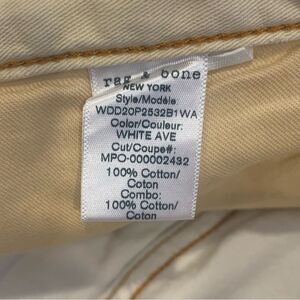 rag & bone
NEW YORK
Style/Modèle:
WDD20P2532B1WA
Color/Couleur:
WHITE AVE
Cut/Coupe#:
MPO-000002432
100% Cotton/
Coton
Combo:
100% Cotton/
Coton